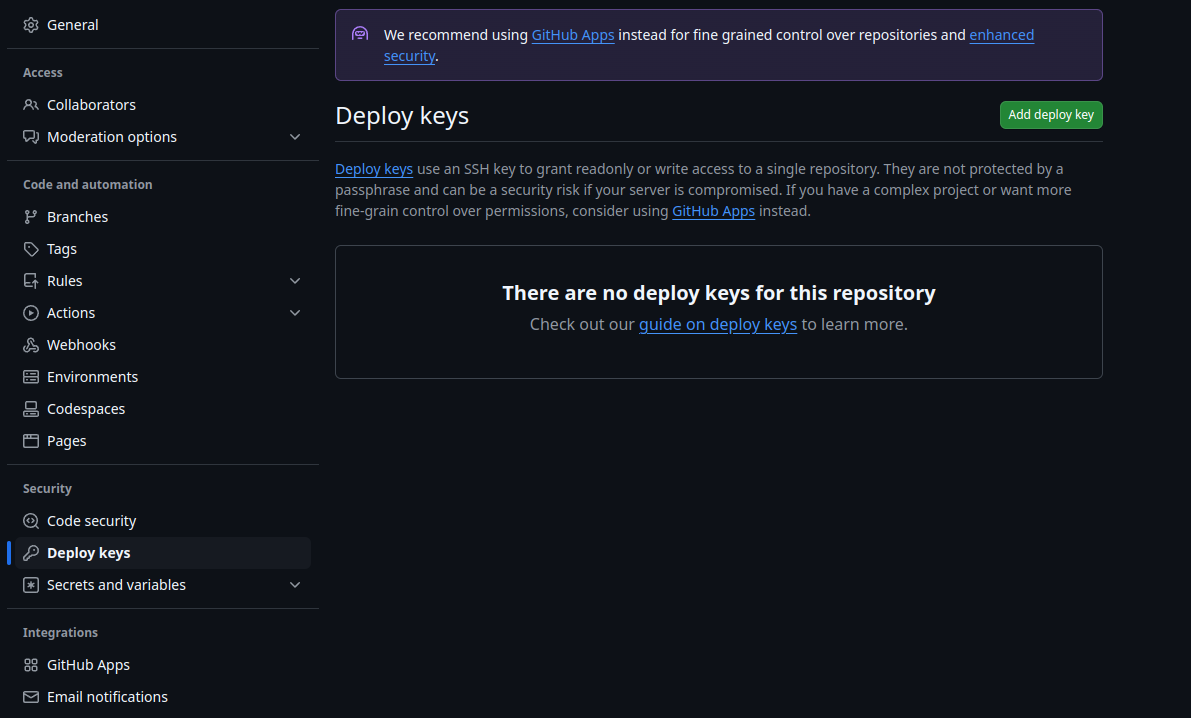 General
Access
Collaborators
Moderation options
Code and automation
Branches
Tags
Rules
Actions
Webhooks
Environments
Codespaces
Pages
Security
Code security
Deploy keys
Secrets and variables
Integrations
GitHub Apps
Email notifications
We recommend using GitHub Apps instead for fine grained control over repositories and enhanced
security.
Deploy keys
Add deploy key
Deploy keys use an SSH key to grant readonly or write access to a single repository. They are not protected by a
passphrase and can be a security risk if your server is compromised. If you have a complex project or want more
fine-grain control over permissions, consider using GitHub Apps instead.
There are no deploy keys for this repository
Check out our guide on deploy keys to learn more.